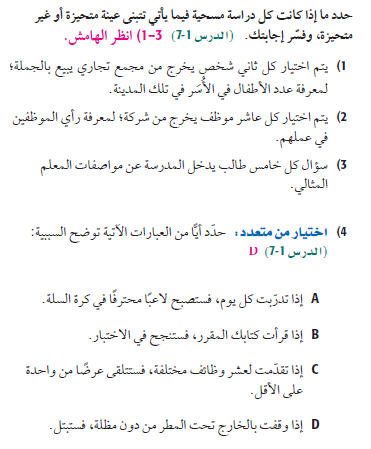 حدد ما إذا كانت كل دراسة مسحية فيما يأتي تتبنى عينة متحيزة أو غير
متحيزة، وفسّر إجابتك. (الدرس 1-7) 3–1) انظر الهامش.
1) يتم اختيار كل ثاني شخص يخرج من مجمع تجاري يبيع بالجملة؛
لمعرفة عدد الأطفال في الأُسَر في تلك المدينة.
2) يتم اختيار كل عاشر موظف يخرج من شركة؛ لمعرفة رأي الموظفين
في عملهم.
3) سؤال كل خامس طالب يدخل المدرسة عن مواصفات المعلم
المثالي.
4) اختيار من متعدد: حدّد أيًّا من العبارات الآتية توضح السببية:
(الدرس 1-7) D
A إذا تدرّبت كل يوم، فستصبح لاعبًا محترفًا في كرة السلة.
B إذا قرأت كتابك المقرر، فستنجح في الاختبار.
C إذا تقدّمت لعشر وظائف مختلفة، فستتلقى عرضًا من واحدة
على الأقل.
D إذا وقفت بالخارج تحت المطر من دون مظلة، فستبتل.